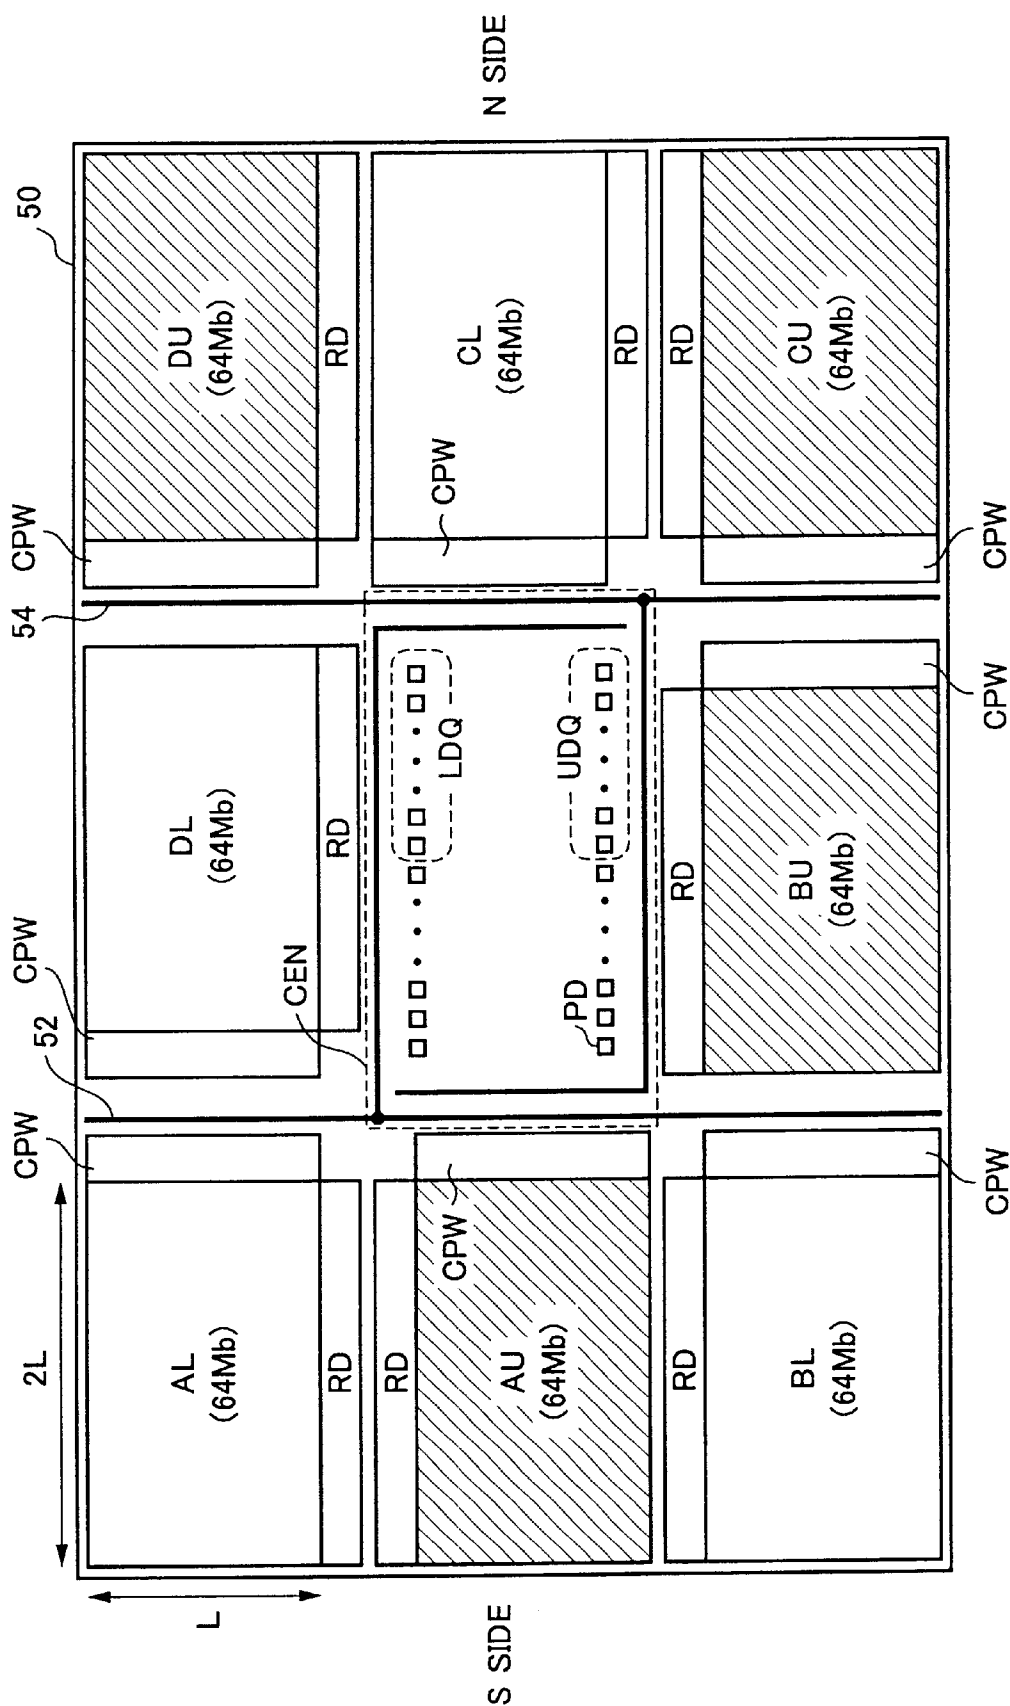 2L
CPW
52
CPW
54
CPW
50
L
AL
(64Mb)
DL
(64Mb)
DU
(64Mb)
CEN
RD
RD
RD
RD
CPW
LDQ
CPW
S SIDE
AU
(64Mb)
CL
(64Mb)
N SIDE
PD
UDQ
RD
RD
RD
RD
BL
(64Mb)
BU
(64Mb)
CU
(64Mb)
CPW
CPW
CPW